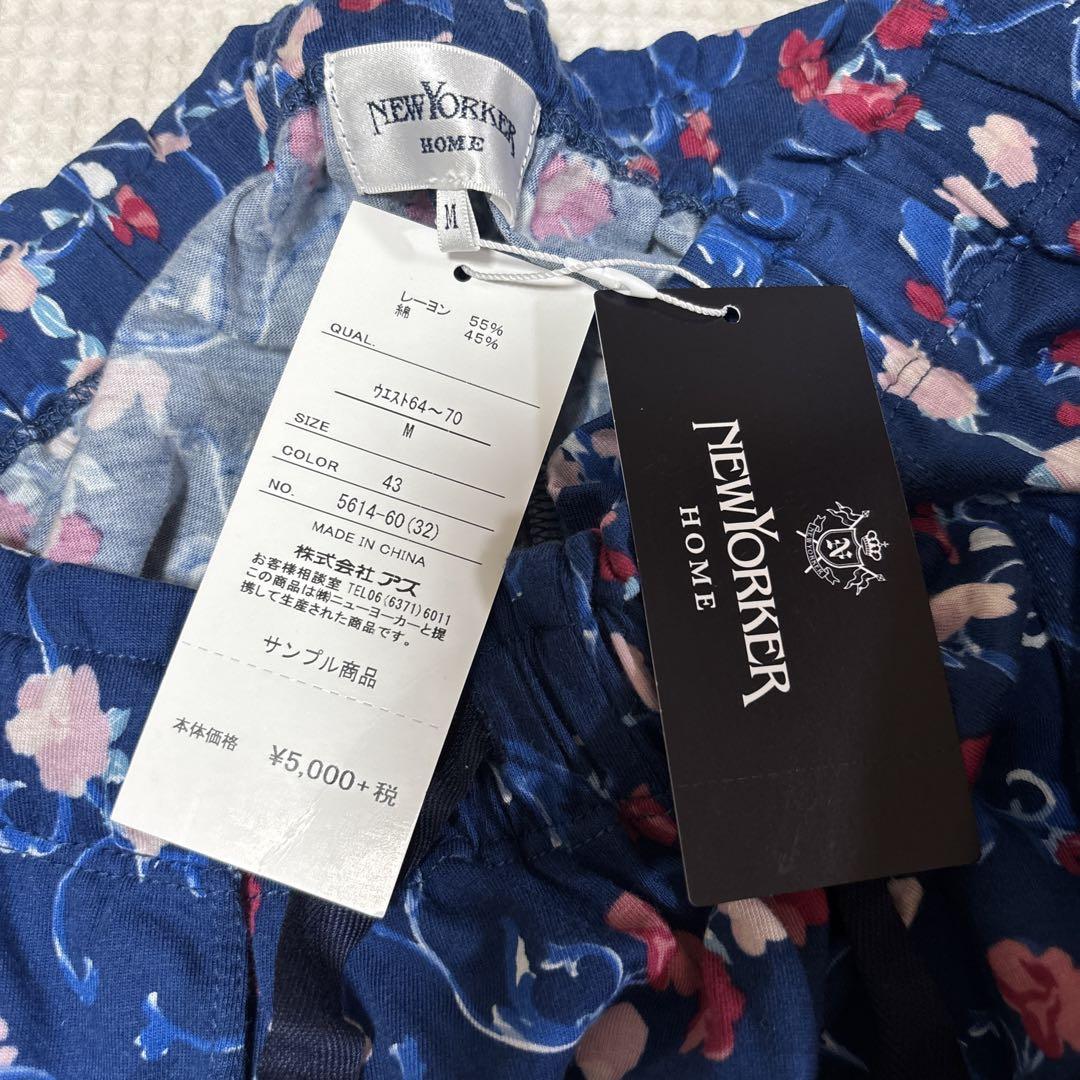 NEWYORKER
HOME
M
レーヨン 55%
綿 45%
QUAL.
ウエスト64～70
SIZE M
COLOR 43
NO. 5614-60(32)
MADE IN CHINA
株式会社 アズ
お客様相談室 TEL06(6371)6011
この商品は㈱ニューヨーカーと提
携して生産された商品です。
サンプル商品
本体価格 ¥5,000+税
NEWYORKER
HOME
N